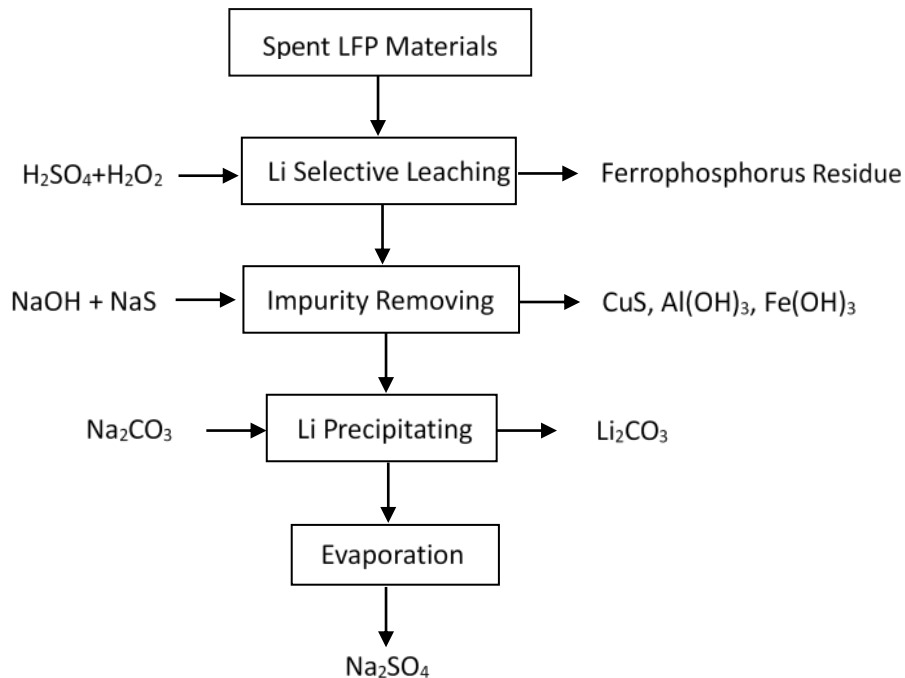 Spent LFP Materials
H₂SO₄+H₂O₂
Li Selective Leaching
Ferrophosphorus Residue
NaOH + NaS
Impurity Removing
CuS, Al(OH)₃, Fe(OH)₃
Na₂CO₃
Li Precipitating
Li₂CO₃
Evaporation
Na₂SO₄